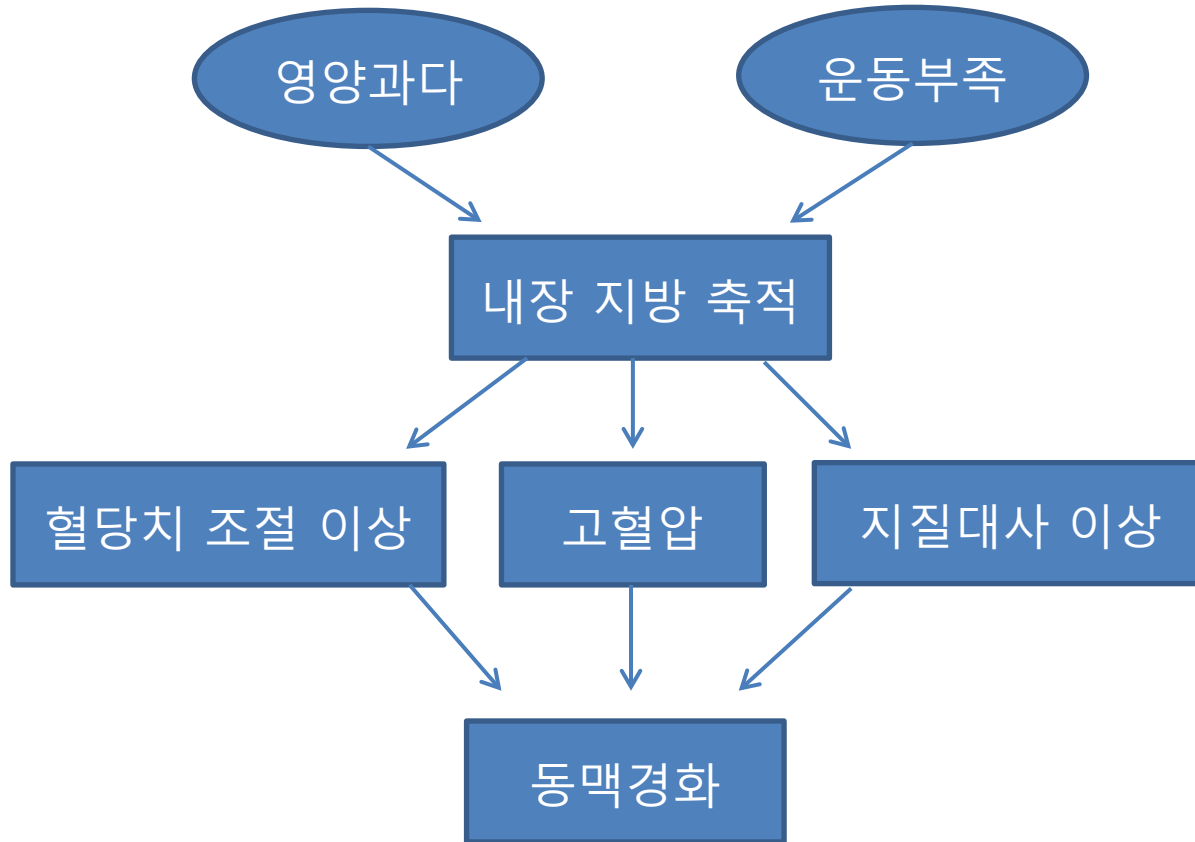 영양과다
운동부족
내장 지방 축적
혈당치 조절 이상
고혈압
지질대사 이상
동맥경화